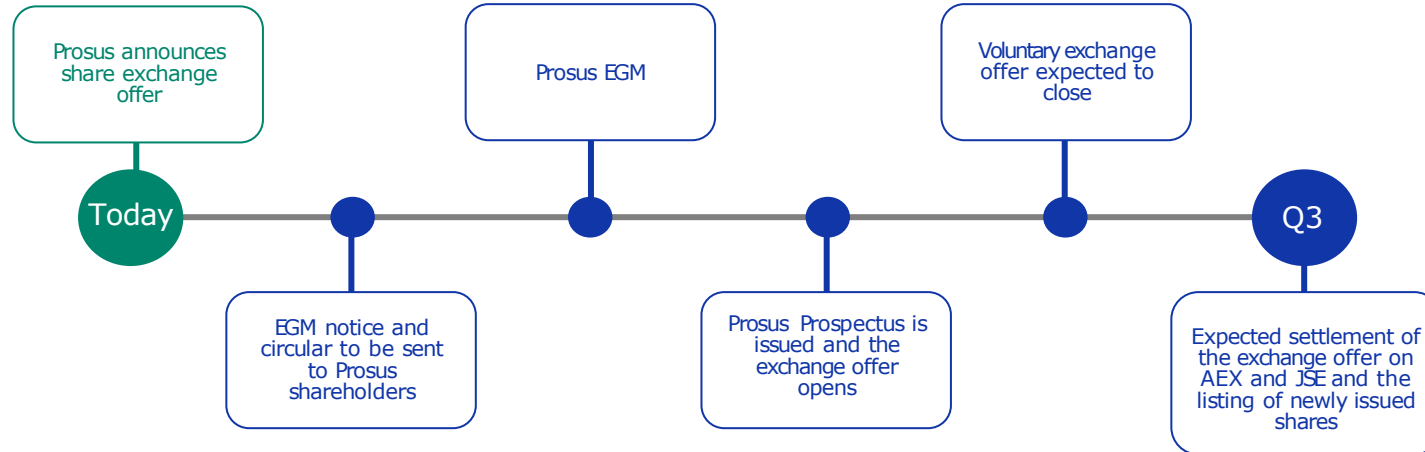 Prosus announces
share exchange
offer
Today
EGM notice and
circular to be sent
to Prosus
shareholders
Prosus EGM
Prosus Prospectus is
issued and the
exchange offer
opens
Voluntary exchange
offer expected to
close
Q3
Expected settlement of
the exchange offer on
AEX and JSE and the
listing of newly issued
shares